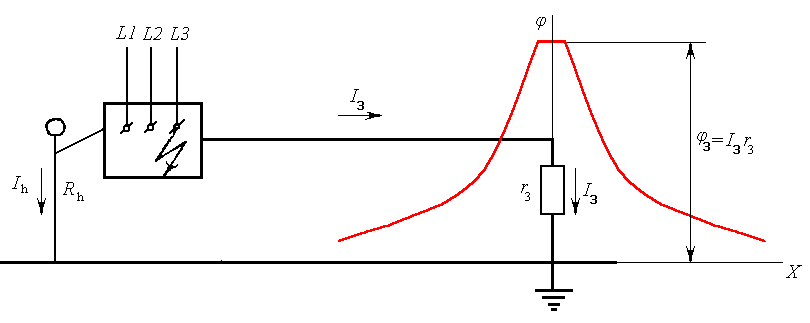 φ
L1 L2 L3
I₃
φ₃=I₃r₃
I_h
R_h
r₃
I₃
X